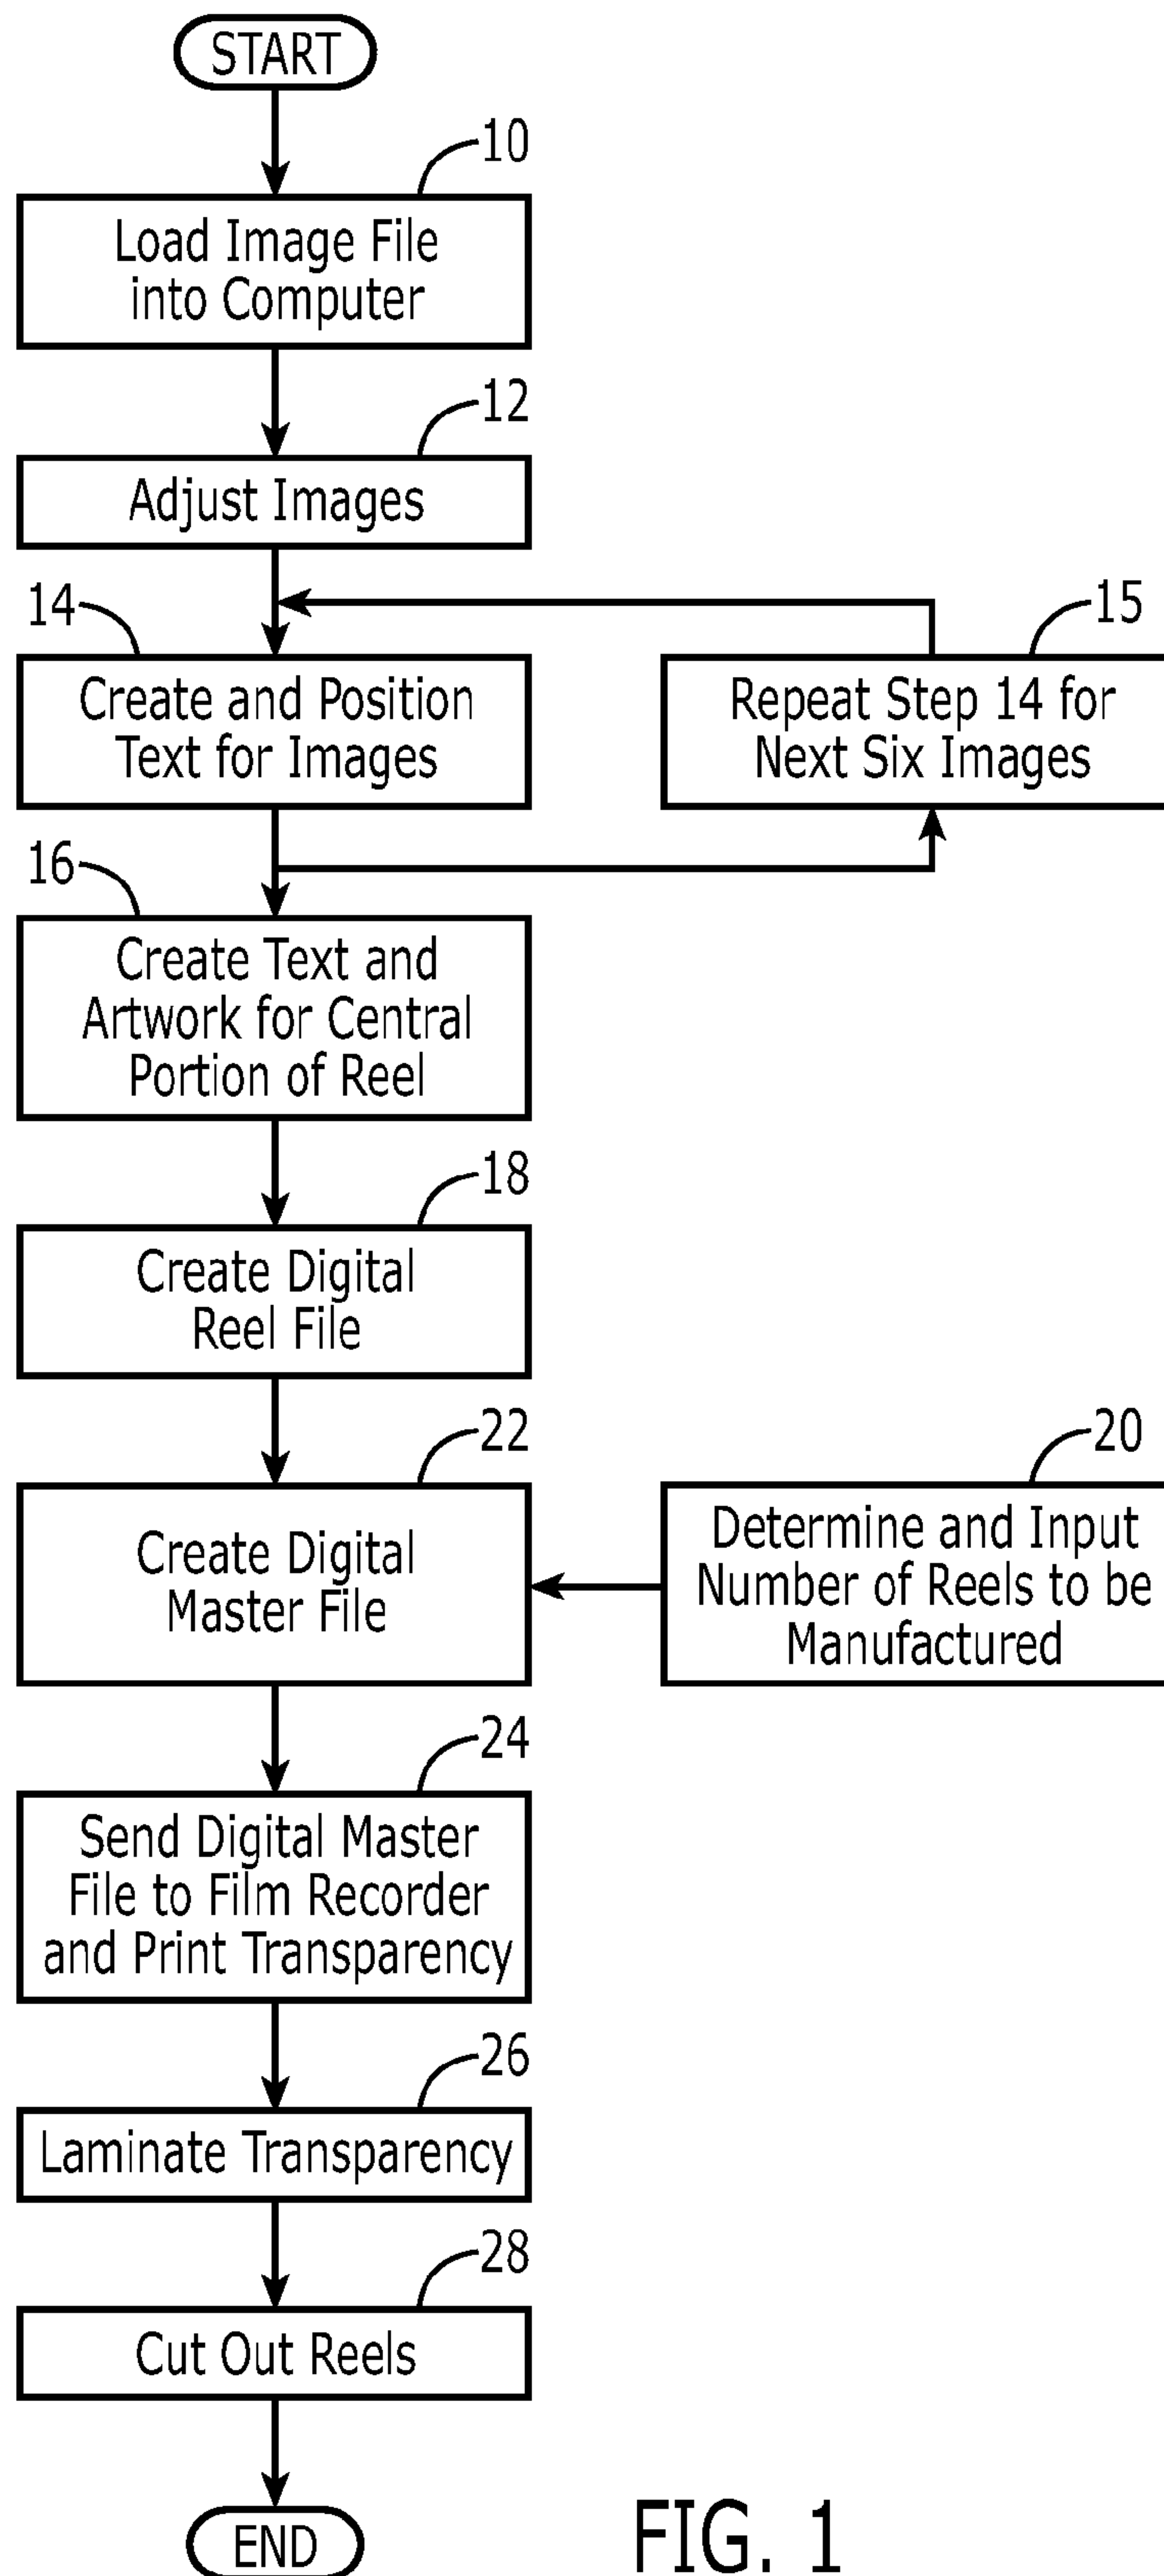 START
10
Load Image File
into Computer
12
Adjust Images
14
Create and Position
Text for Images
15
Repeat Step 14 for
Next Six Images
16
Create Text and
Artwork for Central
Portion of Reel
18
Create Digital
Reel File
22
Create Digital
Master File
20
Determine and Input
Number of Reels to be
Manufactured
24
Send Digital Master
File to Film Recorder
and Print Transparency
26
Laminate Transparency
28
Cut Out Reels
END
FIG. 1